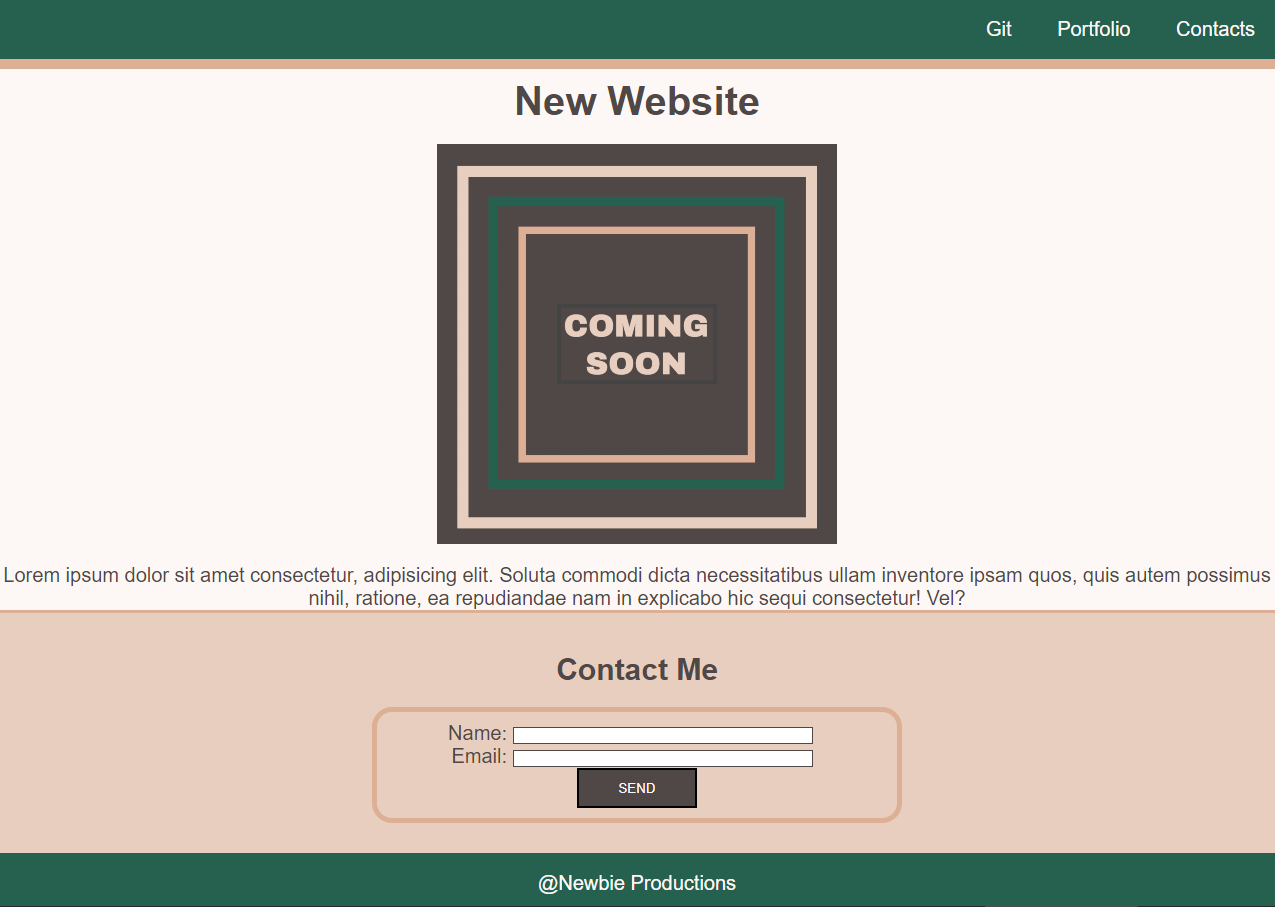 Git Portfolio Contacts
New Website
COMING
SOON
Lorem ipsum dolor sit amet consectetur, adipisicing elit. Soluta commodi dicta necessitatibus ullam inventore ipsam quos, quis autem possimus
nihil, ratione, ea repudiandae nam in explicabo hic sequi consectetur! Vel?
Contact Me
Name:
Email:
SEND
@Newbie Productions